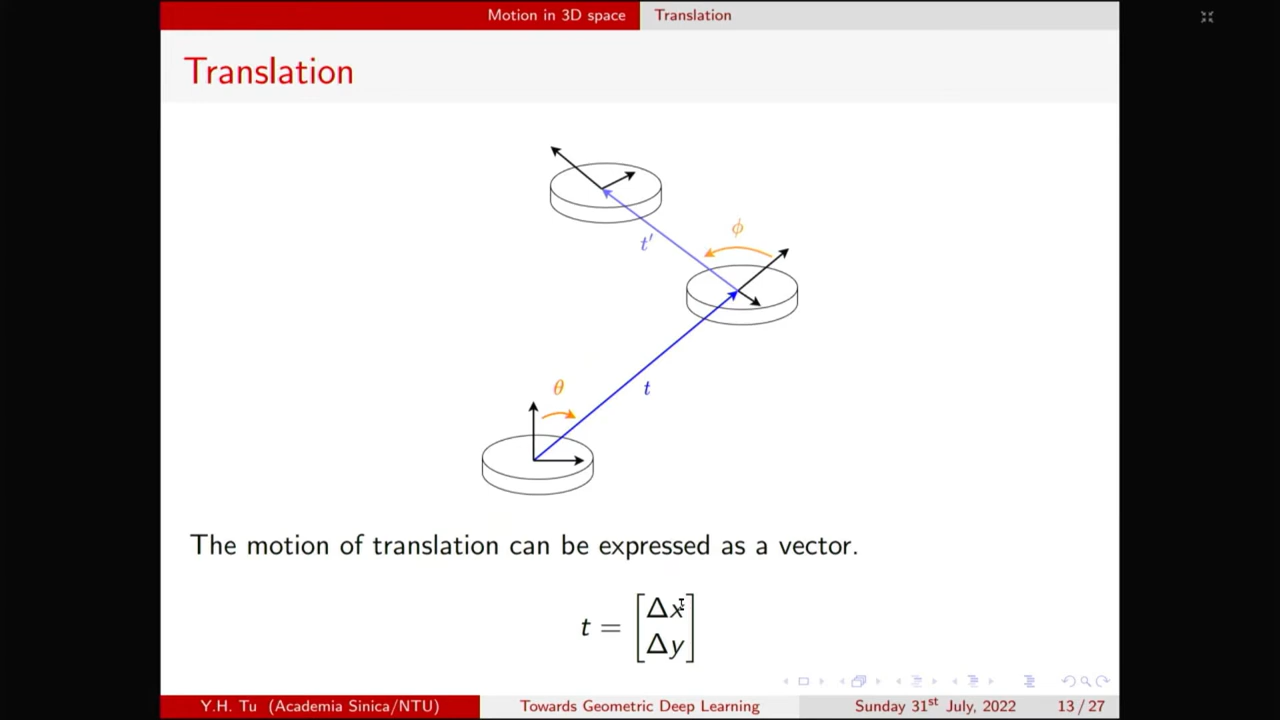 Motion in 3D space Translation
Translation
ϕ
t′
θ
t
The motion of translation can be expressed as a vector.
t = [Δx
Δy]
Y.H. Tu (Academia Sinica/NTU) Towards Geometric Deep Learning Sunday 31st July, 2022 13 / 27